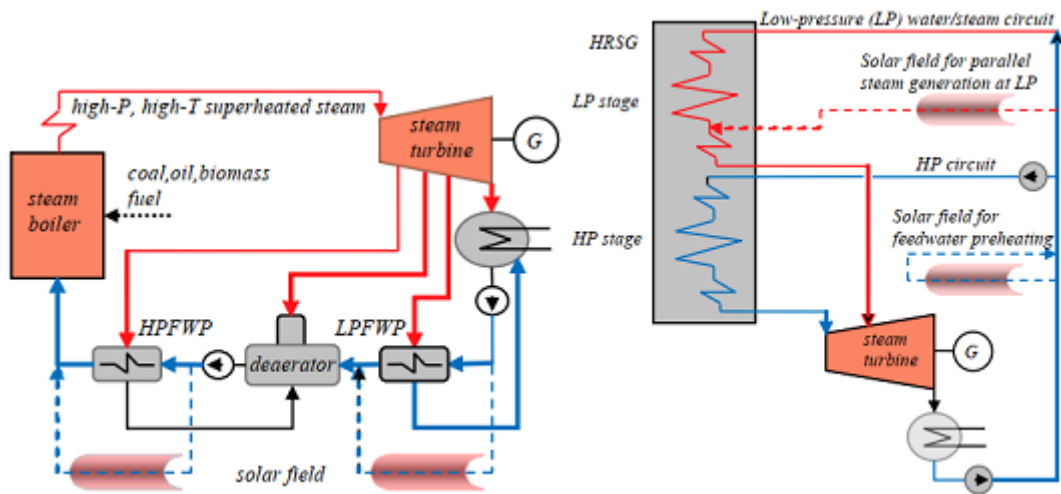 high-P, high-T superheated steam
steam
turbine
G
steam
boiler
coal,oil,biomass
fuel
HPFWP
LPFWP
deaerator
solar field
Low-pressure (LP) water/steam circuit
HRSG
Solar field for parallel
steam generation at LP
LP stage
HP circuit
Solar field for
feedwater preheating
HP stage
steam
turbine
G